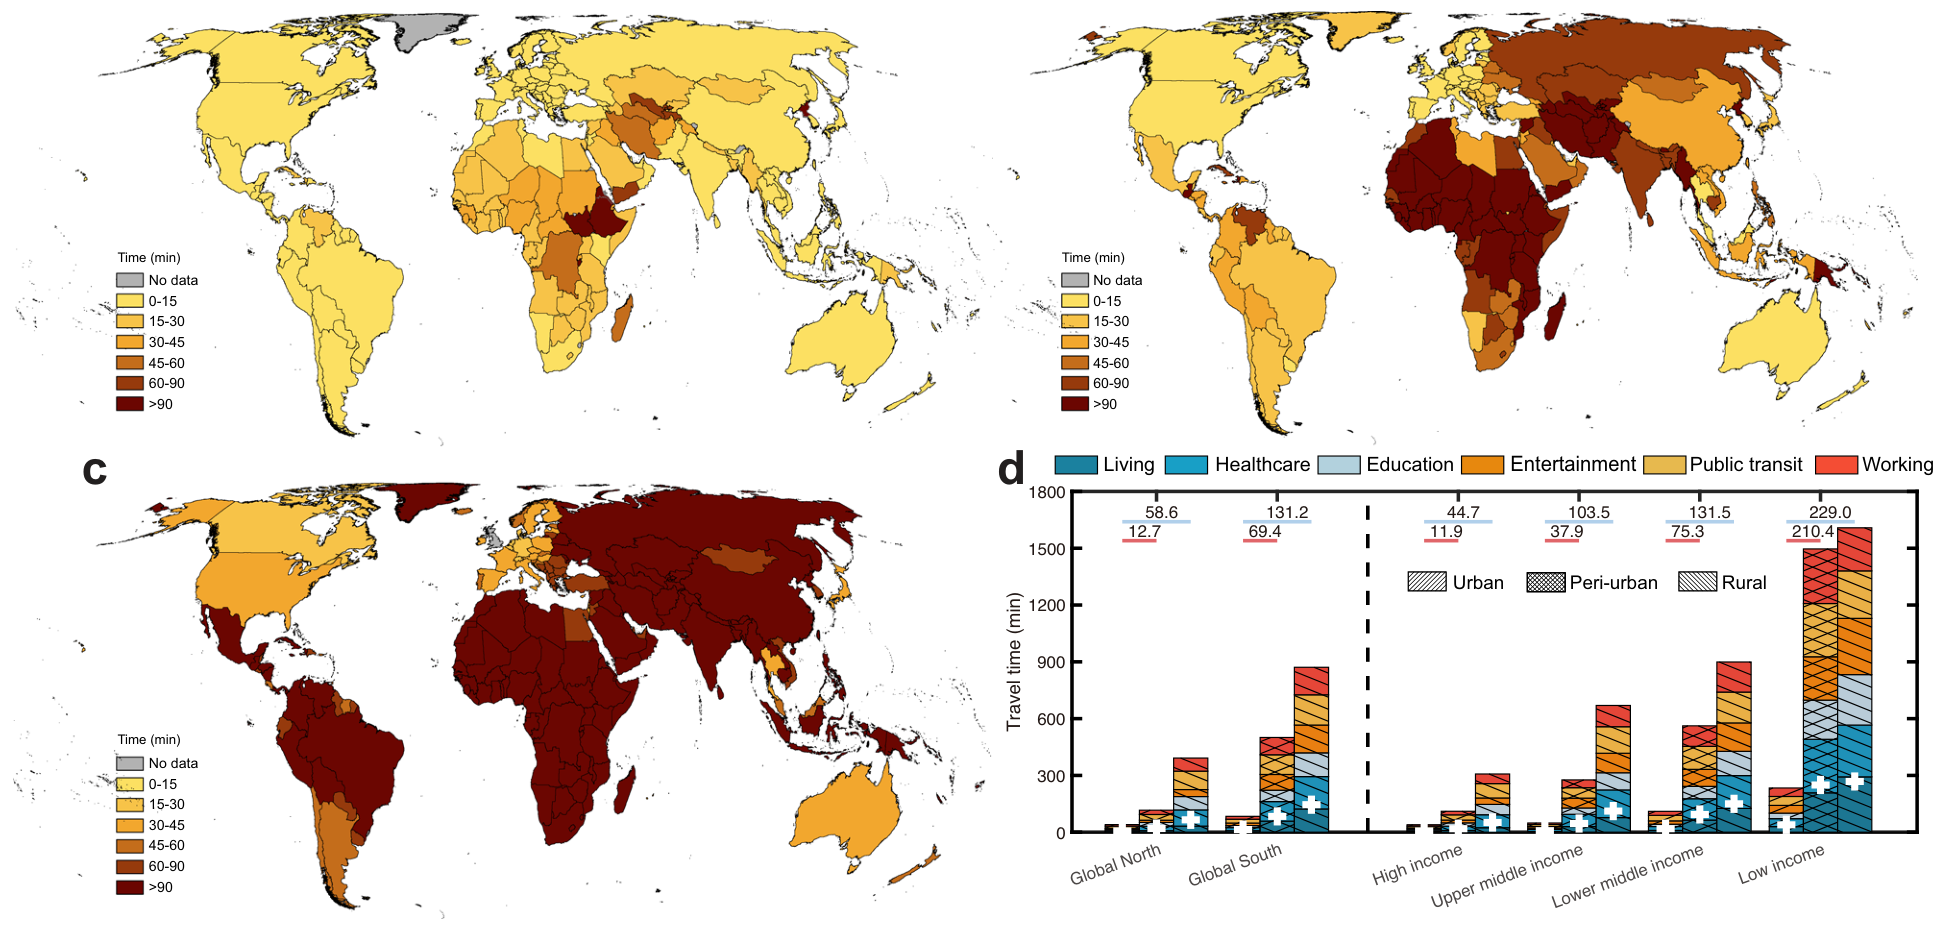 Time (min)
No data
0-15
15-30
30-45
45-60
60-90
>90
Time (min)
No data
0-15
15-30
30-45
45-60
60-90
>90
c
Time (min)
No data
0-15
15-30
30-45
45-60
60-90
>90
d
Living Healthcare Education Entertainment Public transit Working
1800
1500
1200
900
600
300
0
Travel time (min)
58.6 131.2 44.7 103.5 131.5 229.0
12.7 69.4 11.9 37.9 75.3 210.4
Urban Peri-urban Rural
Global North
Global South
High income
Upper middle income
Lower middle income
Low income